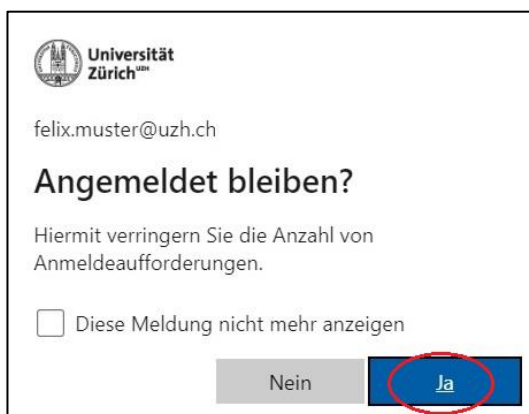 Universität
Zürich UZH
felix.muster@uzh.ch
Angemeldet bleiben?
Hiermit verringern Sie die Anzahl von
Anmeldeaufforderungen.
Diese Meldung nicht mehr anzeigen
Nein
Ja